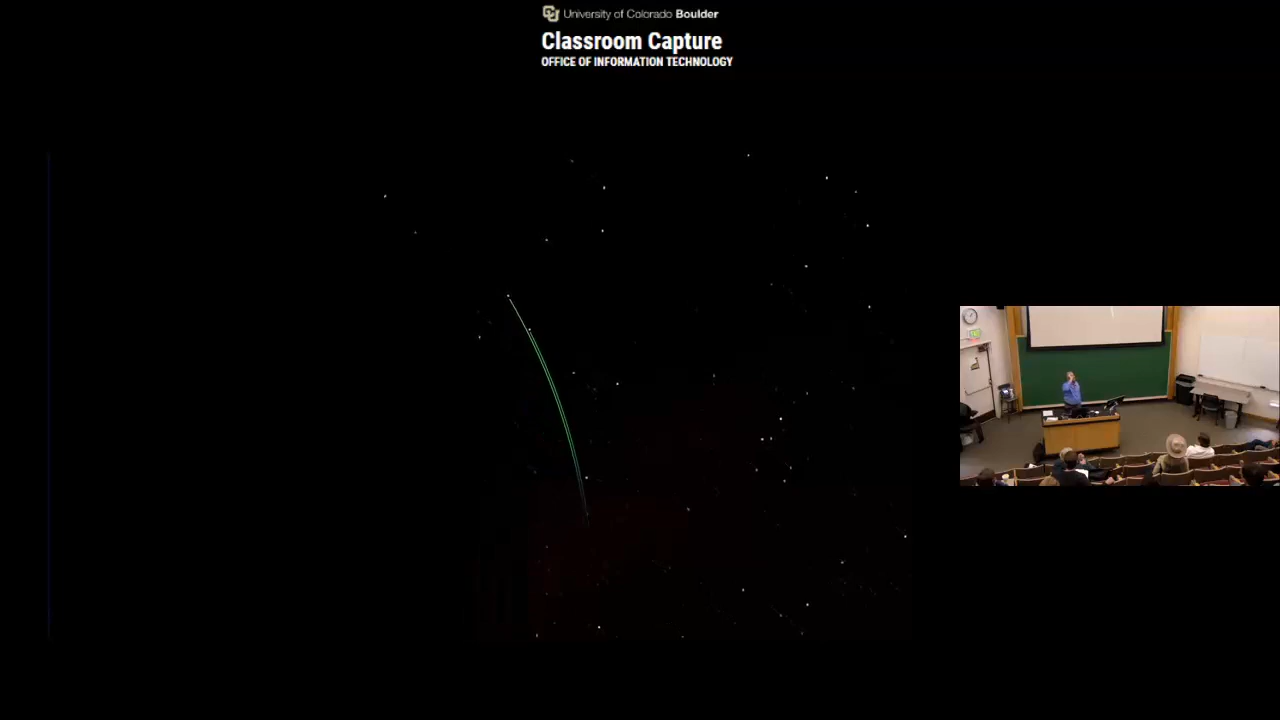 University of Colorado Boulder
Classroom Capture
OFFICE OF INFORMATION TECHNOLOGY